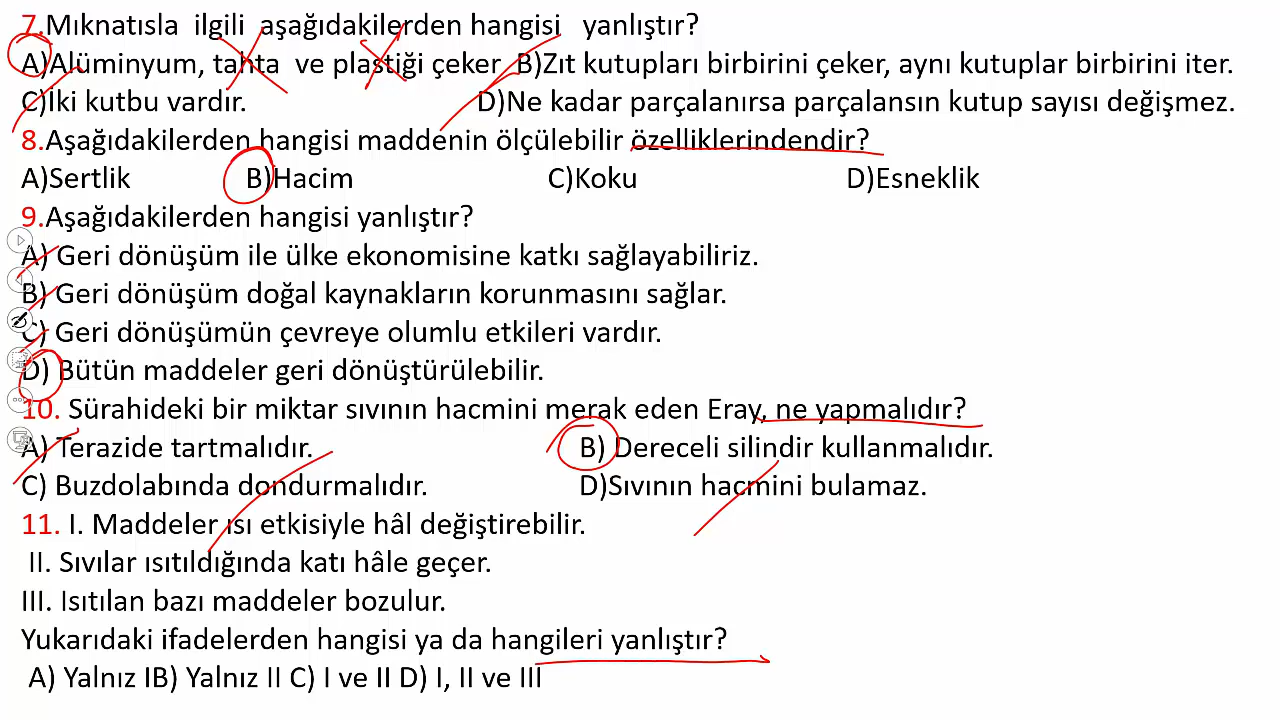 7.Mıknatısla ilgili aşağıdakilerden hangisi yanlıştır?
A)Alüminyum, tahta ve plastiği çeker B)Zıt kutupları birbirini çeker, aynı kutuplar birbirini iter.
C)İki kutbu vardır. D)Ne kadar parçalanırsa parçalansın kutup sayısı değişmez.
8.Aşağıdakilerden hangisi maddenin ölçülebilir özelliklerindendir?
A)Sertlik B)Hacim C)Koku D)Esneklik
9.Aşağıdakilerden hangisi yanlıştır?
A) Geri dönüşüm ile ülke ekonomisine katkı sağlayabiliriz.
B) Geri dönüşüm doğal kaynakların korunmasını sağlar.
C) Geri dönüşümün çevreye olumlu etkileri vardır.
D) Bütün maddeler geri dönüştürülebilir.
10. Sürahideki bir miktar sıvının hacmini merak eden Eray, ne yapmalıdır?
A) Terazide tartmalıdır. B) Dereceli silindir kullanmalıdır.
C) Buzdolabında dondurmalıdır. D)Sıvının hacmini bulamaz.
11. I. Maddeler ısı etkisiyle hâl değiştirebilir.
II. Sıvılar ısıtıldığında katı hâle geçer.
III. Isıtılan bazı maddeler bozulur.
Yukarıdaki ifadelerden hangisi ya da hangileri yanlıştır?
A) Yalnız IB) Yalnız II C) I ve II D) I, II ve III